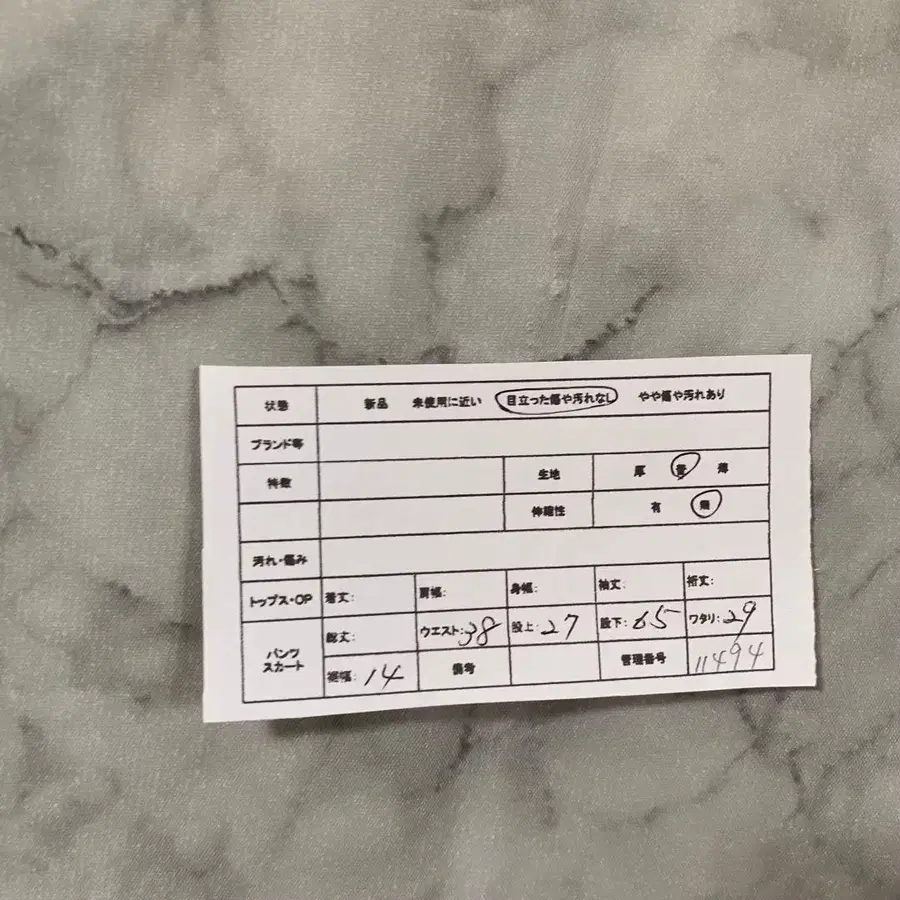 状態 新品 未使用に近い 目立った傷や汚れなし やや傷や汚れあり
ブランド等
特徴 生地 厚 普 薄
伸縮性 有 無
汚れ・傷み
トップス・OP 着丈: 肩幅: 身幅: 袖丈: 裄丈:
パンツ スカート 総丈: ウエスト:38 股上:27 股下:65 ワタリ:29
裾幅:14 備考 管理番号 11494